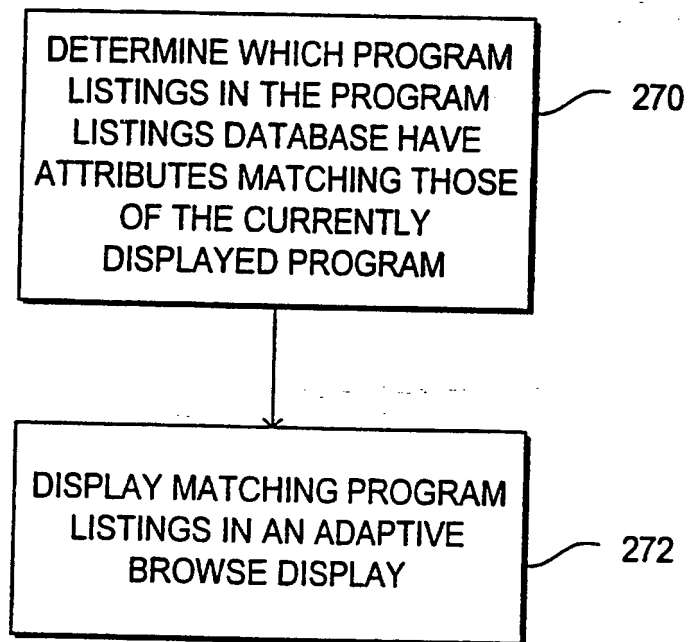 DETERMINE WHICH PROGRAM
LISTINGS IN THE PROGRAM
LISTINGS DATABASE HAVE
ATTRIBUTES MATCHING THOSE
OF THE CURRENTLY
DISPLAYED PROGRAM
270
DISPLAY MATCHING PROGRAM
LISTINGS IN AN ADAPTIVE
BROWSE DISPLAY
272